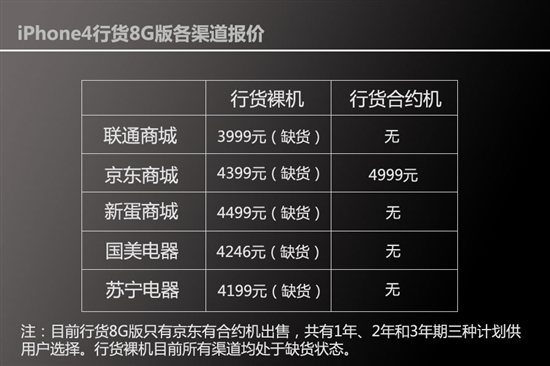 iPhone4行货8G版各渠道报价
行货裸机 行货合约机
联通商城 3999元（缺货） 无
京东商城 4399元（缺货） 4999元
新蛋商城 4499元（缺货） 无
国美电器 4246元（缺货） 无
苏宁电器 4199元（缺货） 无
注：目前行货8G版只有京东有合约机出售，共有1年、2年和3年期三种计划供
用户选择。行货裸机目前所有渠道均处于缺货状态。